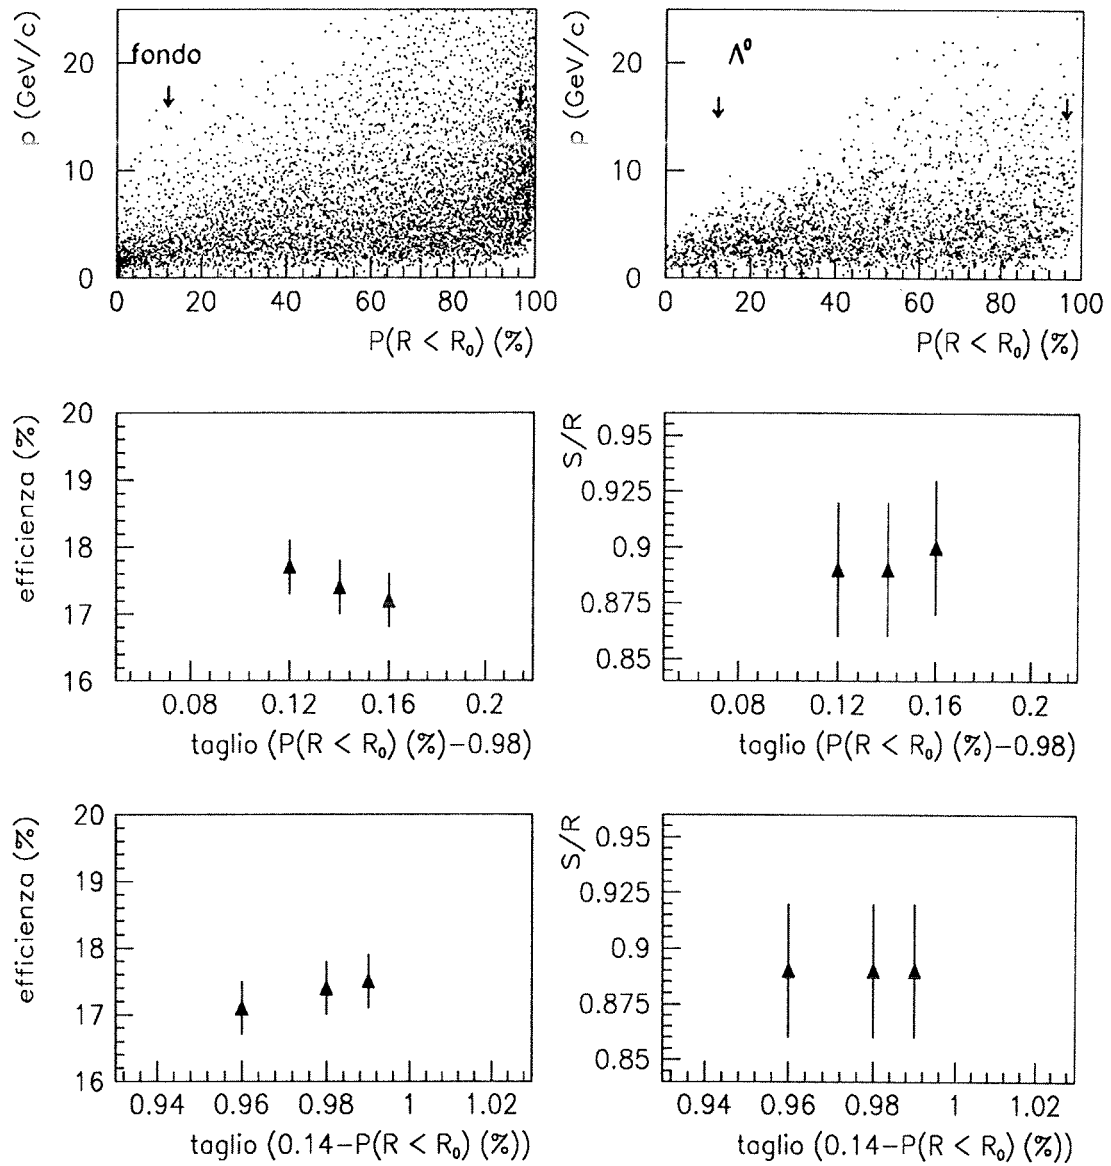 p (GeV/c)
20
10
0
fondo
0 20 40 60 80 100
P(R < R₀) (%)
p (GeV/c)
20
10
0
Λ⁰
0 20 40 60 80 100
P(R < R₀) (%)
efficienza (%)
20
19
18
17
16
0.08 0.12 0.16 0.2
taglio (P(R < R₀) (%)−0.98)
S/R
0.95
0.925
0.9
0.875
0.85
0.08 0.12 0.16 0.2
taglio (P(R < R₀) (%)−0.98)
efficienza (%)
20
19
18
17
16
0.94 0.96 0.98 1 1.02
taglio (0.14−P(R < R₀) (%))
S/R
0.95
0.925
0.9
0.875
0.85
0.94 0.96 0.98 1 1.02
taglio (0.14−P(R < R₀) (%))